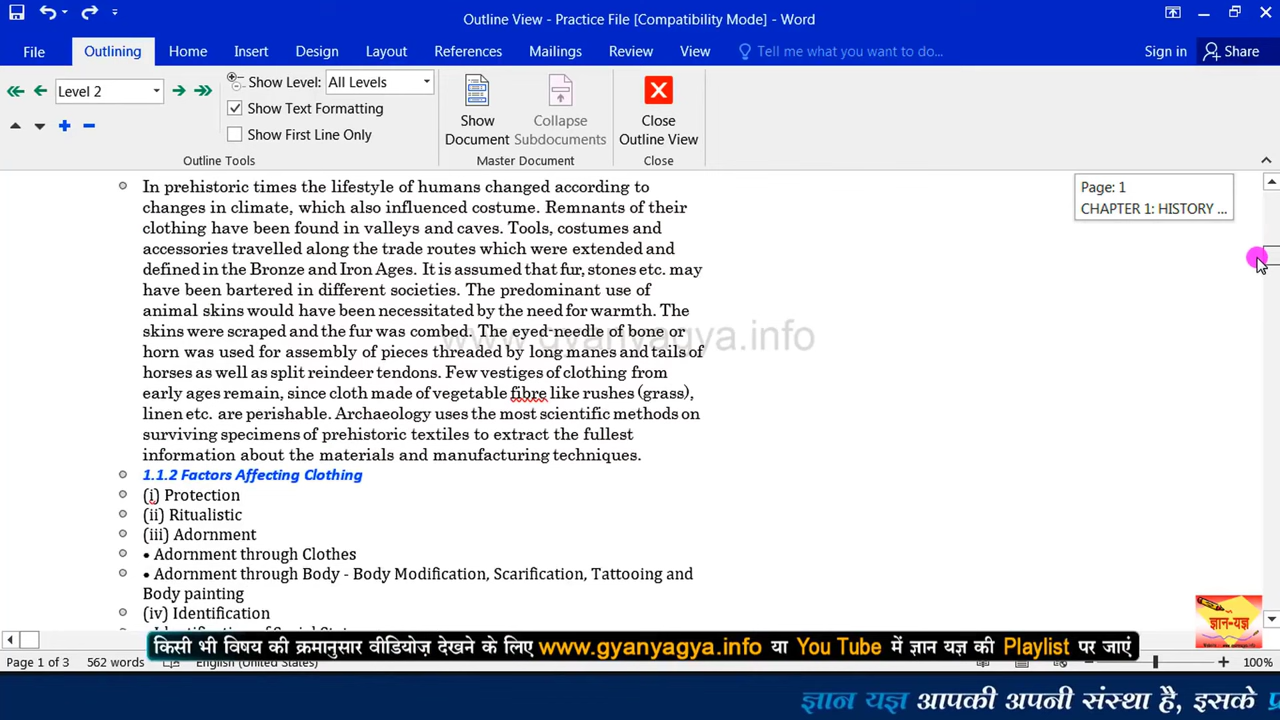 Outline View - Practice File [Compatibility Mode] - Word
File Outlining Home Insert Design Layout References Mailings Review View Tell me what you want to do... Sign in Share
Level 2 Show Level: All Levels
Show Text Formatting
Show First Line Only
Show Document
Collapse Subdocuments
Close Outline View
Outline Tools Master Document Close
Page: 1
CHAPTER 1: HISTORY ...
In prehistoric times the lifestyle of humans changed according to
changes in climate, which also influenced costume. Remnants of their
clothing have been found in valleys and caves. Tools, costumes and
accessories travelled along the trade routes which were extended and
defined in the Bronze and Iron Ages. It is assumed that fur, stones etc. may
have been bartered in different societies. The predominant use of
animal skins would have been necessitated by the need for warmth. The
skins were scraped and the fur was combed. The eyed-needle of bone or
www.gyanyagya.info
horn was used for assembly of pieces threaded by long manes and tails of
horses as well as split reindeer tendons. Few vestiges of clothing from
early ages remain, since cloth made of vegetable fibre like rushes (grass),
linen etc. are perishable. Archaeology uses the most scientific methods on
surviving specimens of prehistoric textiles to extract the fullest
information about the materials and manufacturing techniques.
1.1.2 Factors Affecting Clothing
(i) Protection
(ii) Ritualistic
(iii) Adornment
• Adornment through Clothes
• Adornment through Body - Body Modification, Scarification, Tattooing and
Body painting
(iv) Identification
ज्ञान-यज्ञ
किसी भी विषय की क्रमानुसार वीडियोज़ देखने के लिए www.gyanyagya.info या You Tube में ज्ञान यज्ञ की Playlist पर जाएं
Page 1 of 3 562 words English (United States) 100%
ज्ञान यज्ञ आपकी अपनी संस्था है, इसके